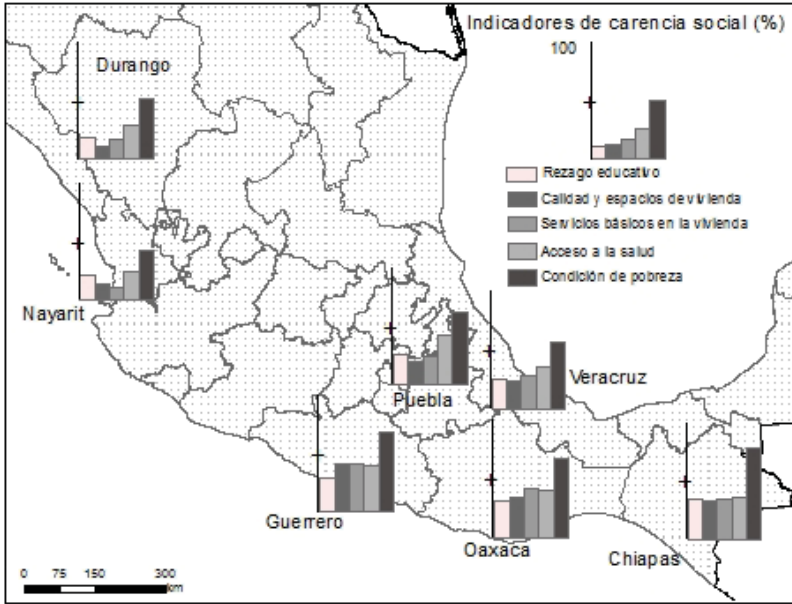 Indicadores de carencia social (%)
100
Rezago educativo
Calidad y espacios de vivienda
Servicios básicos en la vivienda
Acceso a la salud
Condición de pobreza
Durango
Nayarit
Puebla
Veracruz
Guerrero
Oaxaca
Chiapas
0 75 150 300
km